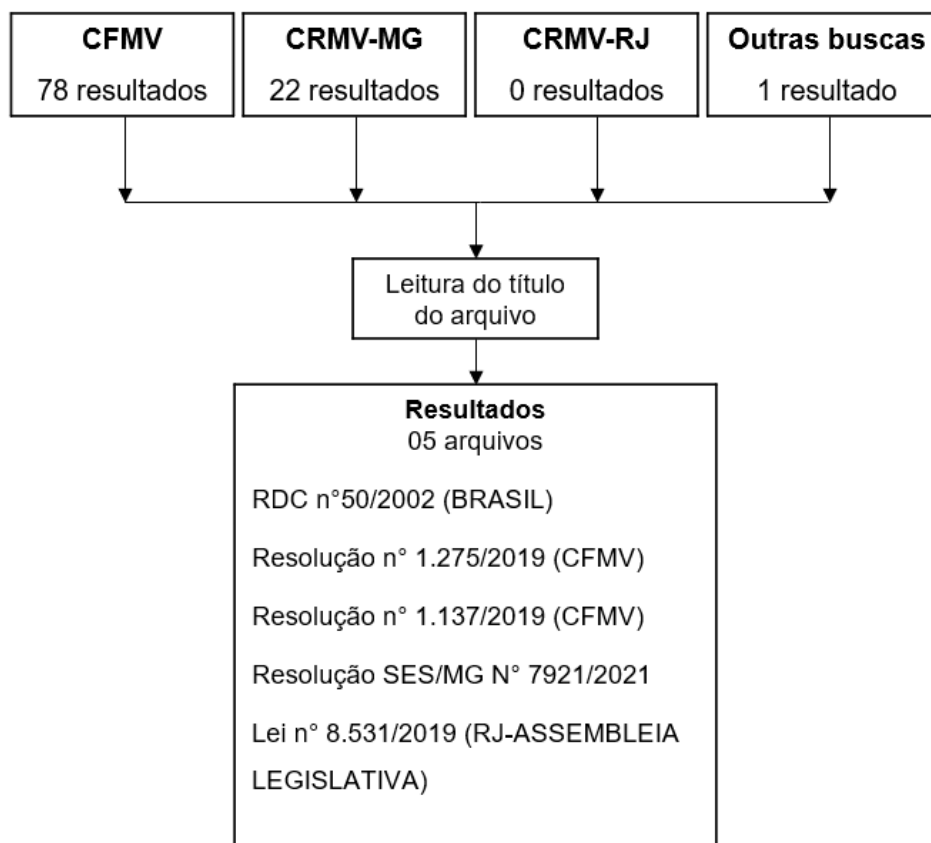 CFMV
78 resultados
CRMV-MG
22 resultados
CRMV-RJ
0 resultados
Outras buscas
1 resultado
Leitura do título
do arquivo
Resultados
05 arquivos
RDC n°50/2002 (BRASIL)
Resolução n° 1.275/2019 (CFMV)
Resolução n° 1.137/2019 (CFMV)
Resolução SES/MG N° 7921/2021
Lei n° 8.531/2019 (RJ-ASSEMBLEIA
LEGISLATIVA)